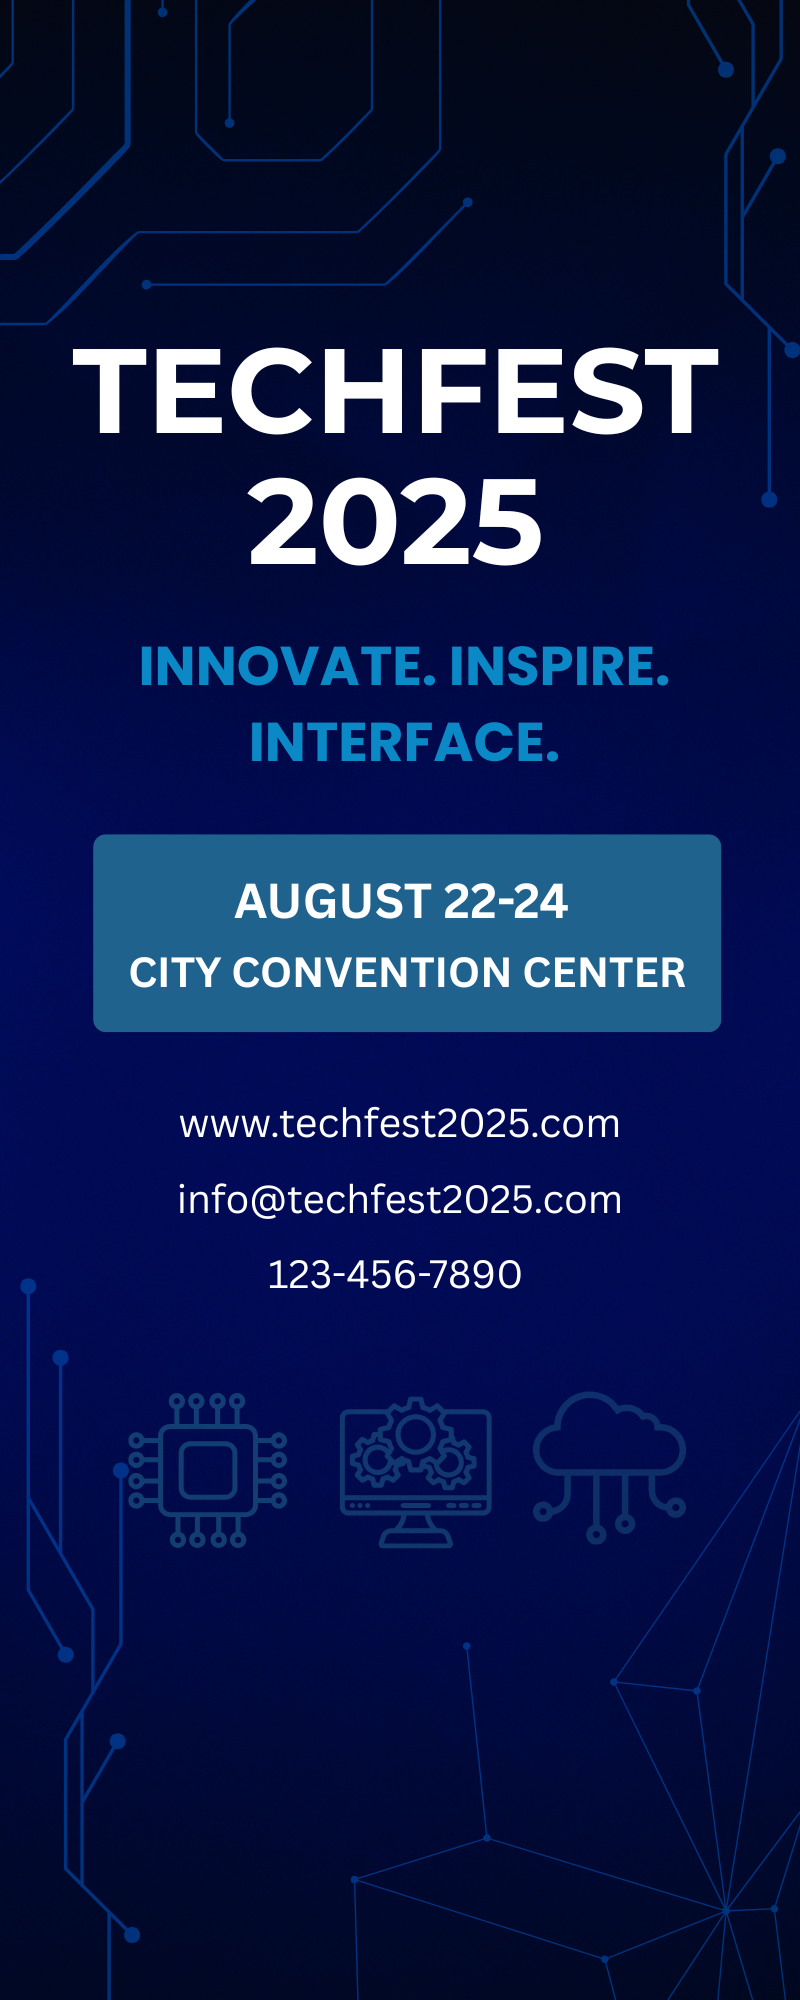 TECHFEST
2025
INNOVATE. INSPIRE.
INTERFACE.
AUGUST 22-24
CITY CONVENTION CENTER
www.techfest2025.com
info@techfest2025.com
123-456-7890